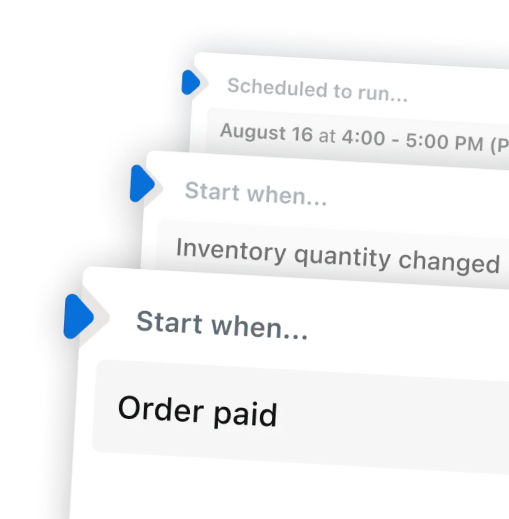 Scheduled to run...
August 16 at 4:00 - 5:00 PM (P
Start when...
Inventory quantity changed
Start when...
Order paid